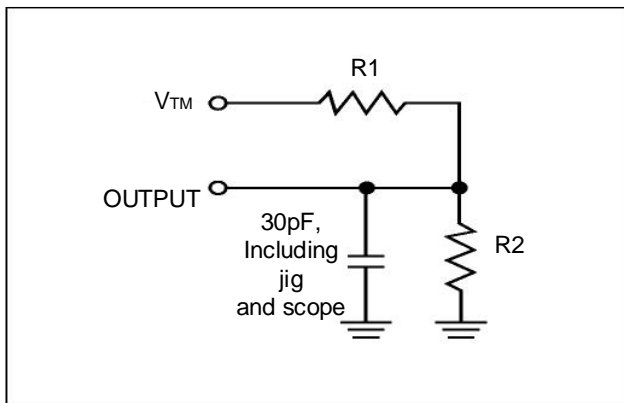 R1
VTM
OUTPUT
30pF,
Including
jig
and scope
R2